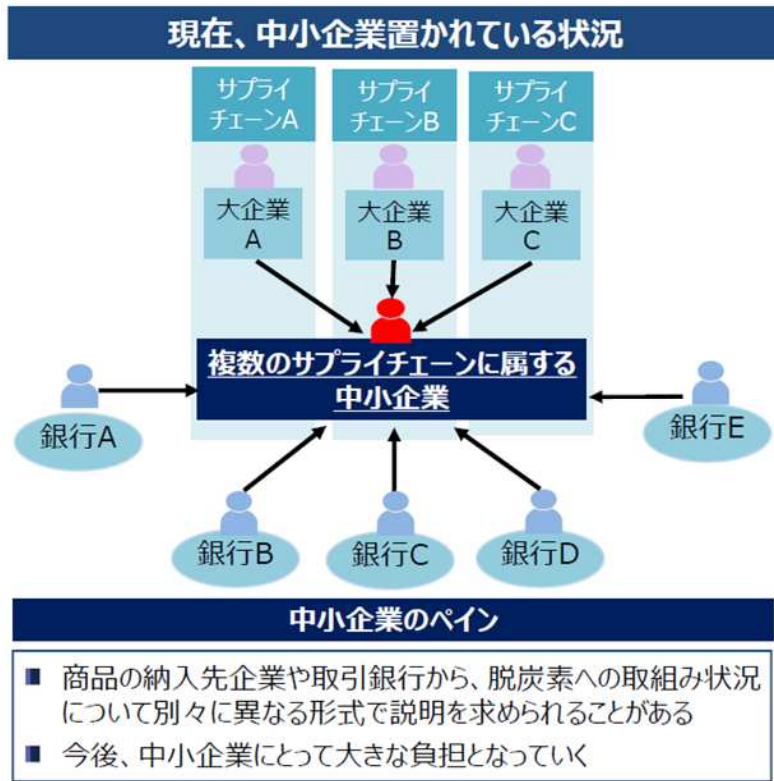 現在、中小企業置かれている状況
サプライ
チェーンA
サプライ
チェーンB
サプライ
チェーンC
大企業
A
大企業
B
大企業
C
複数のサプライチェーンに属する
中小企業
銀行A
銀行E
銀行B
銀行C
銀行D
中小企業のペイン
商品の納入先企業や取引銀行から、脱炭素への取組み状況
について別々に異なる形式で説明を求められることがある
今後、中小企業にとって大きな負担となっていく